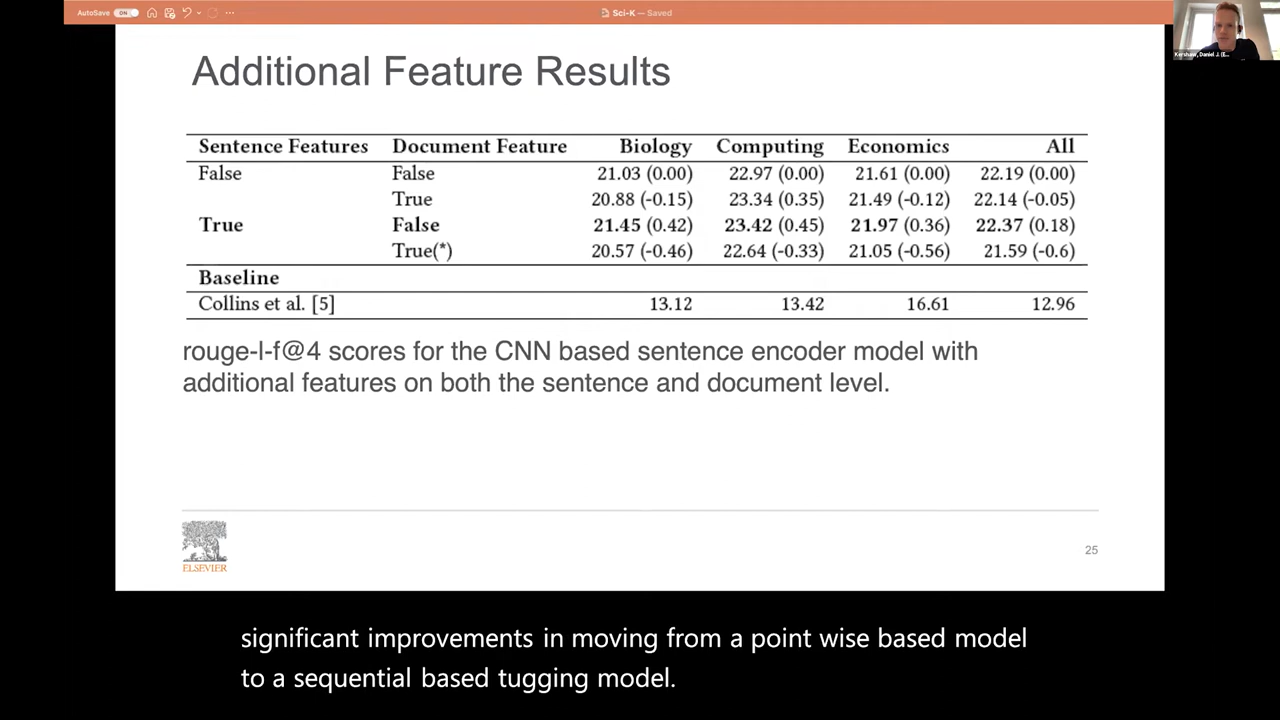 AutoSave ON Sci-K — Saved
Kershaw, Daniel J. (E...
Additional Feature Results
Sentence Features Document Feature Biology Computing Economics All
False False 21.03 (0.00) 22.97 (0.00) 21.61 (0.00) 22.19 (0.00)
True 20.88 (-0.15) 23.34 (0.35) 21.49 (-0.12) 22.14 (-0.05)
True False 21.45 (0.42) 23.42 (0.45) 21.97 (0.36) 22.37 (0.18)
True(*) 20.57 (-0.46) 22.64 (-0.33) 21.05 (-0.56) 21.59 (-0.6)
Baseline
Collins et al. [5] 13.12 13.42 16.61 12.96
rouge-l-f@4 scores for the CNN based sentence encoder model with
additional features on both the sentence and document level.
ELSEVIER
25
significant improvements in moving from a point wise based model
to a sequential based tugging model.